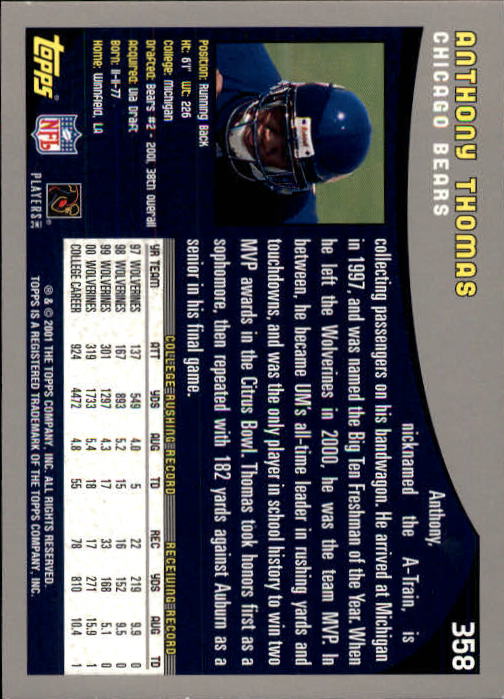 ANTHONY THOMAS
CHICAGO BEARS
358
Anthony,
nicknamed the A-Train, is
collecting passengers on his bandwagon. He arrived at Michigan
in 1997, and was named the Big Ten Freshman of the Year. When
he left the Wolverines in 2000, he was the team MVP. In
between, he became UM's all-time leader in rushing yards and
touchdowns, and was the only player in school history to win two
MVP awards in the Citrus Bowl. Thomas took honors first as a
sophomore, then repeated with 182 yards against Auburn as a
senior in his final game.
Position: Running Back
Ht: 6'1" Wt: 226
College: Michigan
Drafted: Bears #2 - 2001, 38th overall
Acquired: Via Draft
Born: 11-11-77
Home: Winnfield, LA
COLLEGE RUSHING RECORD RECEIVING RECORD
YR TEAM ATT YDS AVG TD REC YDS AVG TD
97 WOLVERINES 137 549 4.0 5 22 219 9.9 0
98 WOLVERINES 167 893 5.2 15 16 152 9.5 0
99 WOLVERINES 301 1297 4.3 17 33 168 5.1 0
00 WOLVERINES 319 1733 5.4 18 17 271 15.9 1
COLLEGE CAREER 924 4472 4.8 55 78 810 10.4 1
Topps®
NFL
PLAYERS INC
® & © 2001 THE TOPPS COMPANY, INC. ALL RIGHTS RESERVED.
TOPPS IS A REGISTERED TRADEMARK OF THE TOPPS COMPANY, INC.